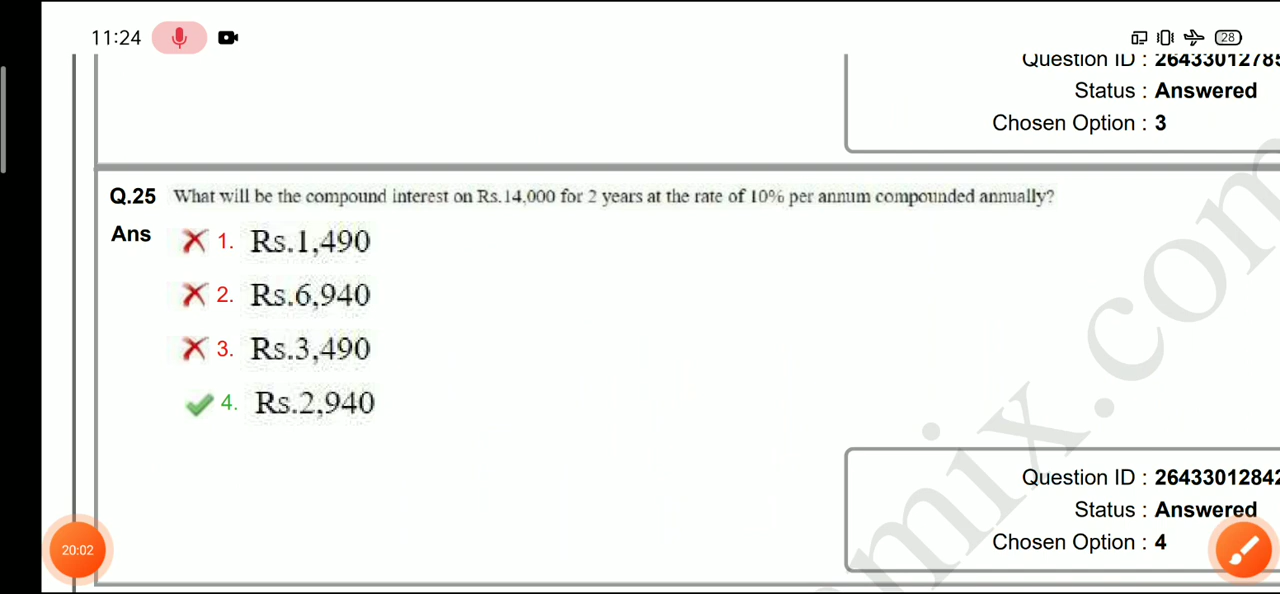 11:24
28
Question ID : 26433012785
Status : Answered
Chosen Option : 3
Q.25 What will be the compound interest on Rs.14,000 for 2 years at the rate of 10% per annum compounded annually?
Ans
1. Rs.1,490
2. Rs.6,940
3. Rs.3,490
4. Rs.2,940
Question ID : 26433012842
Status : Answered
Chosen Option : 4
20:02
mix.com